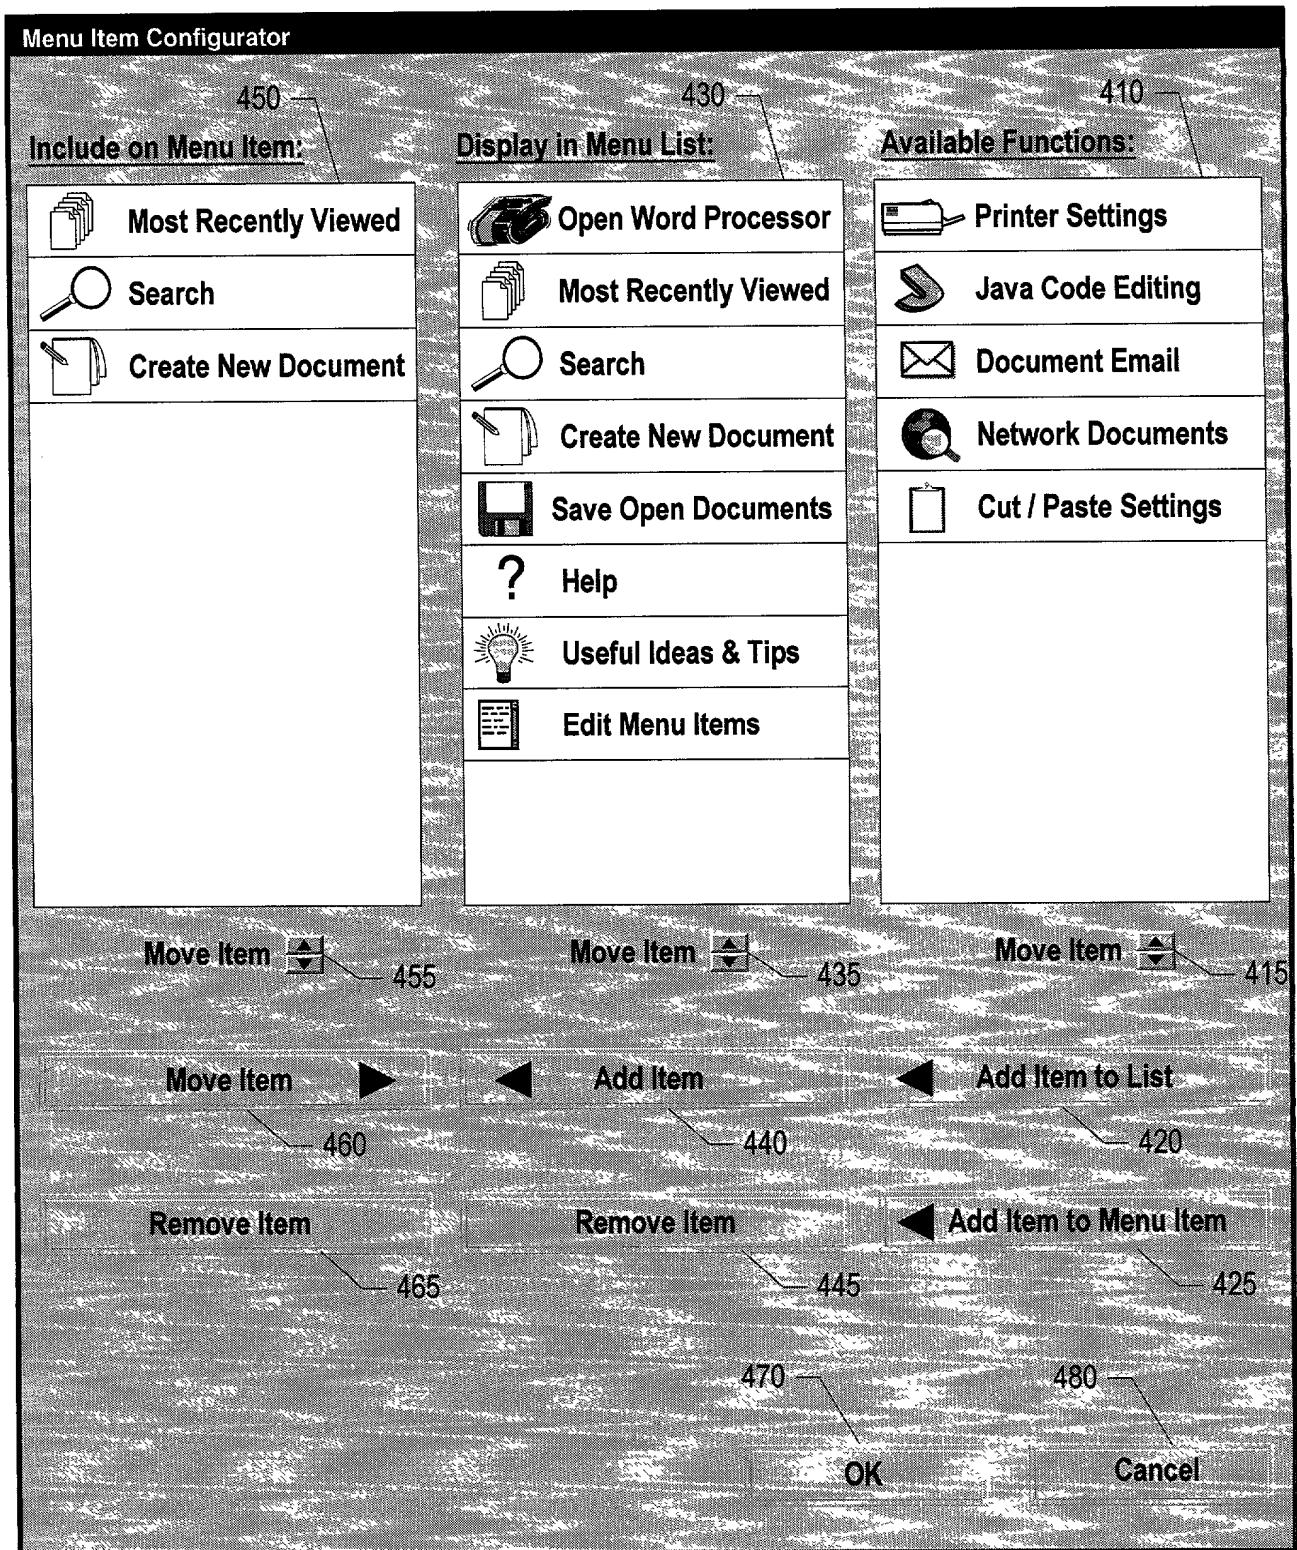 Menu Item Configurator
450
430
410
Include on Menu Item:
Display in Menu List:
Available Functions:
Most Recently Viewed
Search
Create New Document
Open Word Processor
Most Recently Viewed
Search
Create New Document
Save Open Documents
? Help
Useful Ideas & Tips
Edit Menu Items
Printer Settings
Java Code Editing
Document Email
Network Documents
Cut / Paste Settings
Move Item
455
Move Item
435
Move Item
415
Move Item
460
Add Item
440
Add Item to List
420
Remove Item
465
Remove Item
445
Add Item to Menu Item
425
470
480
OK
Cancel